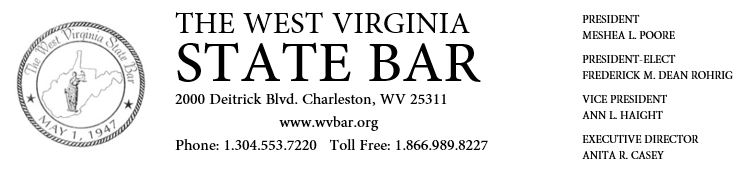 The West Virginia State Bar
MAY 1, 1947
THE WEST VIRGINIA
STATE BAR
2000 Deitrick Blvd. Charleston, WV 25311
www.wvbar.org
Phone: 1.304.553.7220 Toll Free: 1.866.989.8227
PRESIDENT
MESHEA L. POORE
PRESIDENT-ELECT
FREDERICK M. DEAN ROHRIG
VICE PRESIDENT
ANN L. HAIGHT
EXECUTIVE DIRECTOR
ANITA R. CASEY